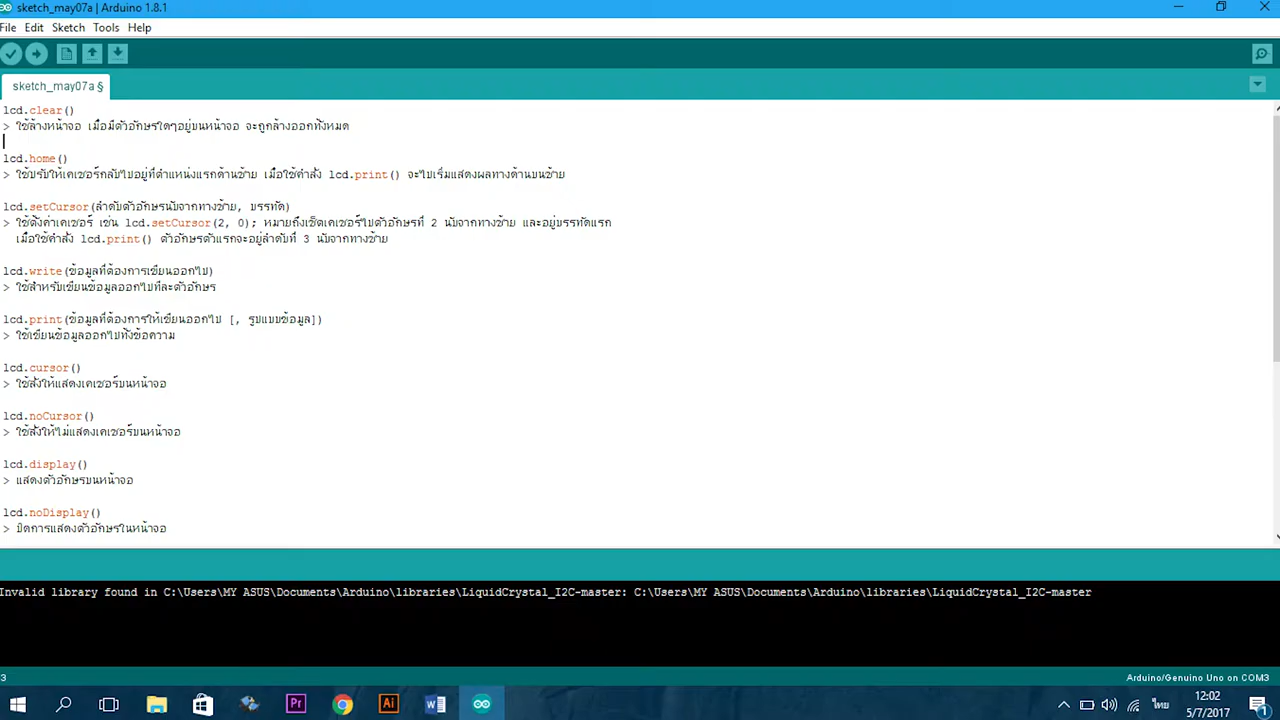 sketch_may07a | Arduino 1.8.1
File Edit Sketch Tools Help
sketch_may07a §
lcd.clear()
> ใช้ล้างหน้าจอ เมื่อมีตัวอักษรใดๆอยู่บนหน้าจอ จะถูกล้างออกทั้งหมด
lcd.home()
> ใช้ปรับให้เคเซอร์กลับไปอยู่ที่ตำแหน่งแรกด้านซ้าย เมื่อใช้คำสั่ง lcd.print() จะไปเริ่มแสดงผลทางด้านบนซ้าย
lcd.setCursor(ลำดับตัวอักษรนับจากทางซ้าย, บรรทัด)
> ใช้ตั้งค่าเคเซอร์ เช่น lcd.setCursor(2, 0); หมายถึงเซ็ตเคเซอร์ไปตัวอักษรที่ 2 นับจากทางซ้าย และอยู่บรรทัดแรก
เมื่อใช้คำสั่ง lcd.print() ตัวอักษรตัวแรกจะอยู่ลำดับที่ 3 นับจากทางซ้าย
lcd.write(ข้อมูลที่ต้องการเขียนออกไป)
> ใช้สำหรับเขียนข้อมูลออกไปทีละตัวอักษร
lcd.print(ข้อมูลที่ต้องการให้เขียนออกไป [, รูปแบบข้อมูล])
> ใช้เขียนข้อมูลออกไปทั้งข้อความ
lcd.cursor()
> ใช้สั่งให้แสดงเคเซอร์บนหน้าจอ
lcd.noCursor()
> ใช้สั่งให้ไม่แสดงเคเซอร์บนหน้าจอ
lcd.display()
> แสดงตัวอักษรบนหน้าจอ
lcd.noDisplay()
> ปิดการแสดงตัวอักษรในหน้าจอ
Invalid library found in C:\Users\MY ASUS\Documents\Arduino\libraries\LiquidCrystal_I2C-master: C:\Users\MY ASUS\Documents\Arduino\libraries\LiquidCrystal_I2C-master
3 Arduino/Genuino Uno on COM3
Pr Ai W ไทย 12:02
5/7/2017 1